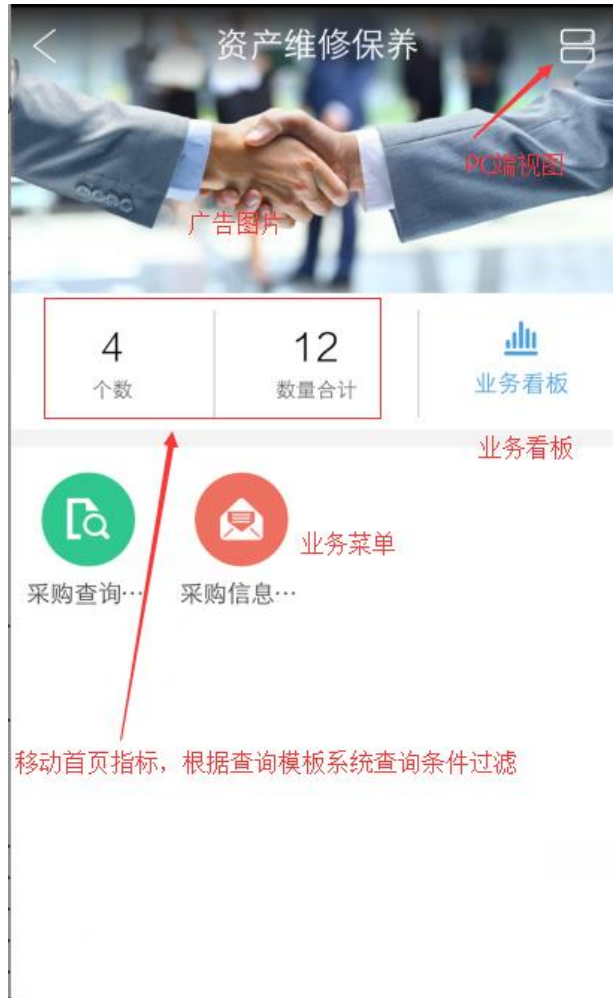 资产维修保养
PC端视图
广告图片
4
12
个数
数量合计
业务看板
业务看板
业务菜单
采购查询…
采购信息…
移动首页指标，根据查询模板系统查询条件过滤